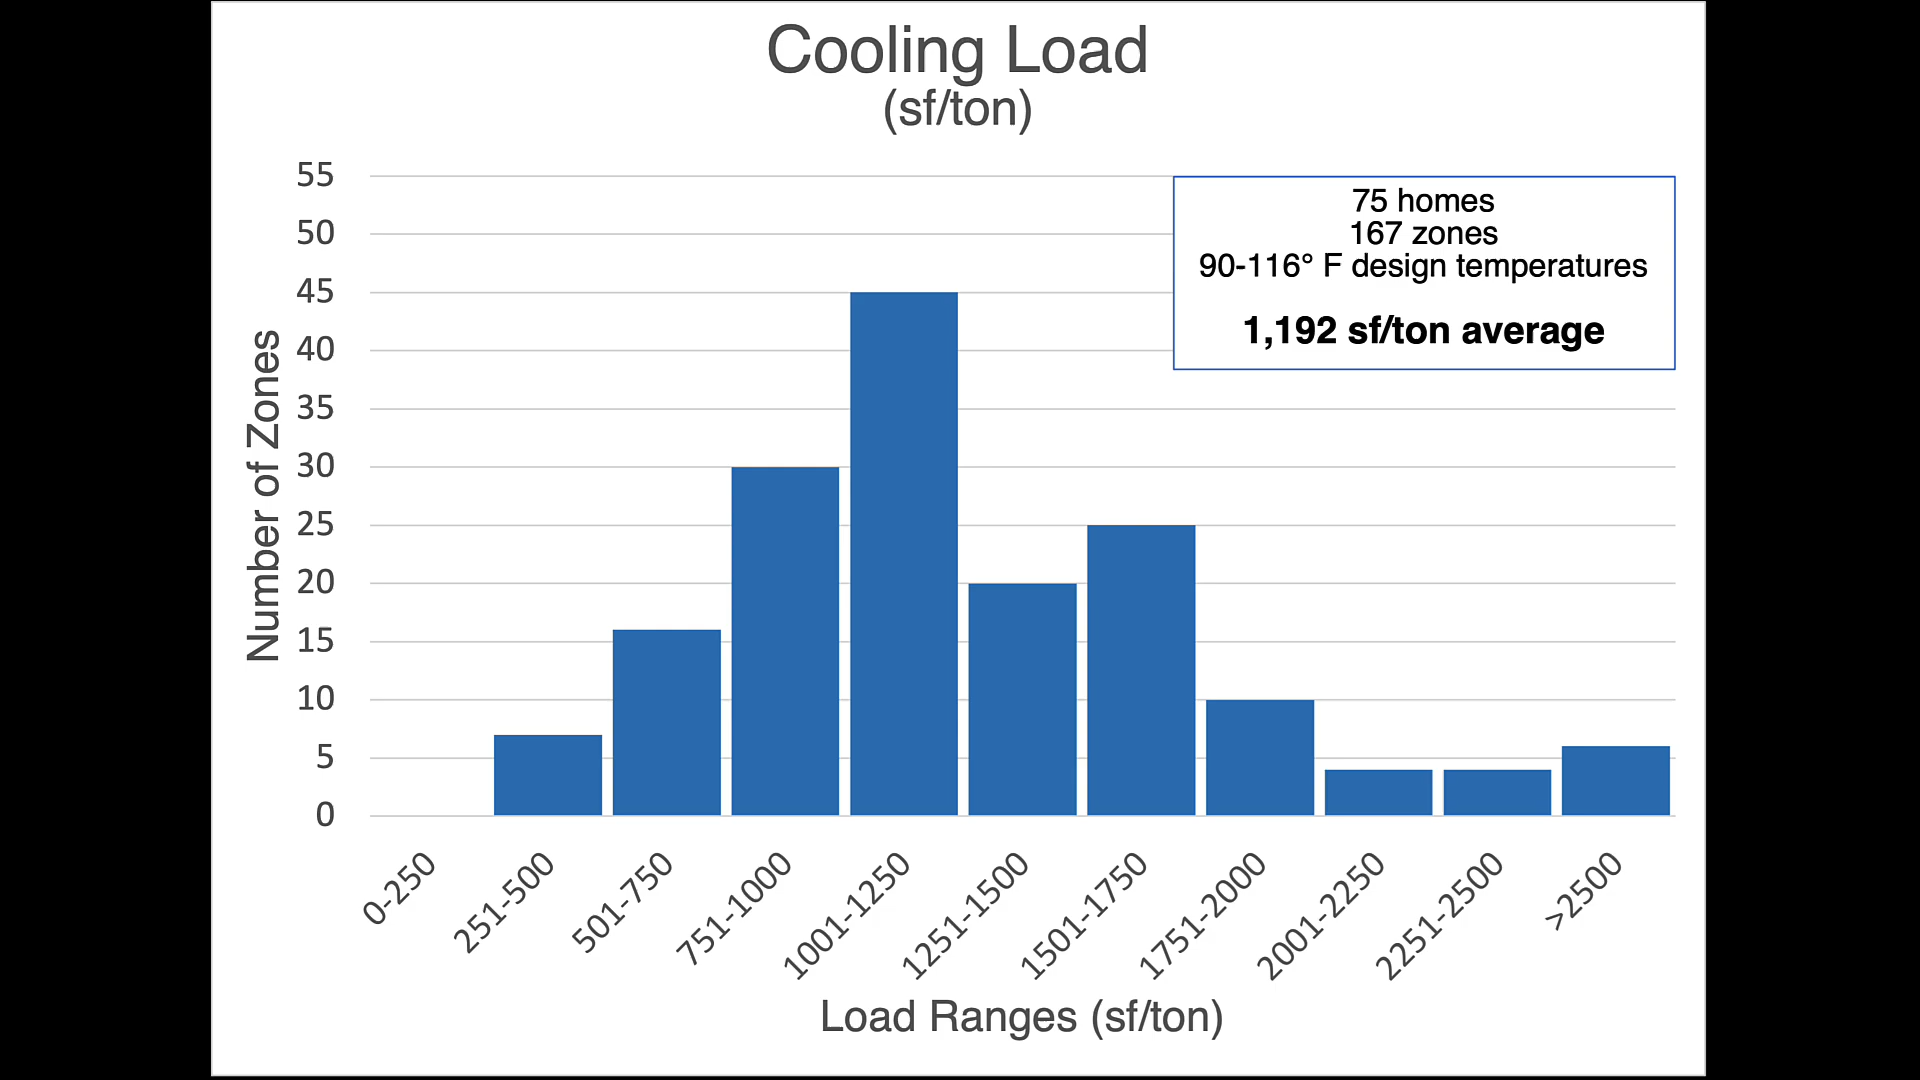 Cooling Load
(sf/ton)
75 homes
167 zones
90-116° F design temperatures
1,192 sf/ton average
Number of Zones
55
50
45
40
35
30
25
20
15
10
5
0
0-250
251-500
501-750
751-1000
1001-1250
1251-1500
1501-1750
1751-2000
2001-2250
2251-2500
>2500
Load Ranges (sf/ton)